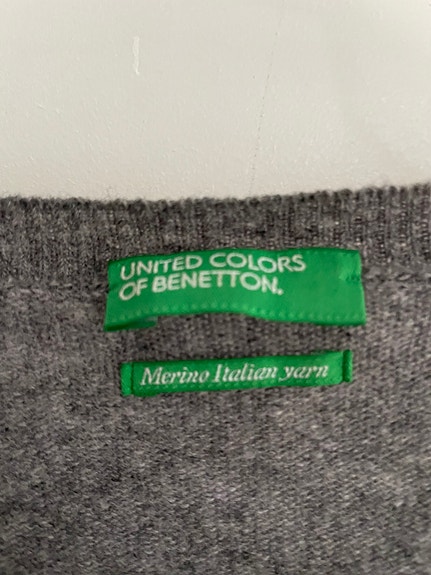 UNITED COLORS
OF BENETTON.
Merino Italian yarn